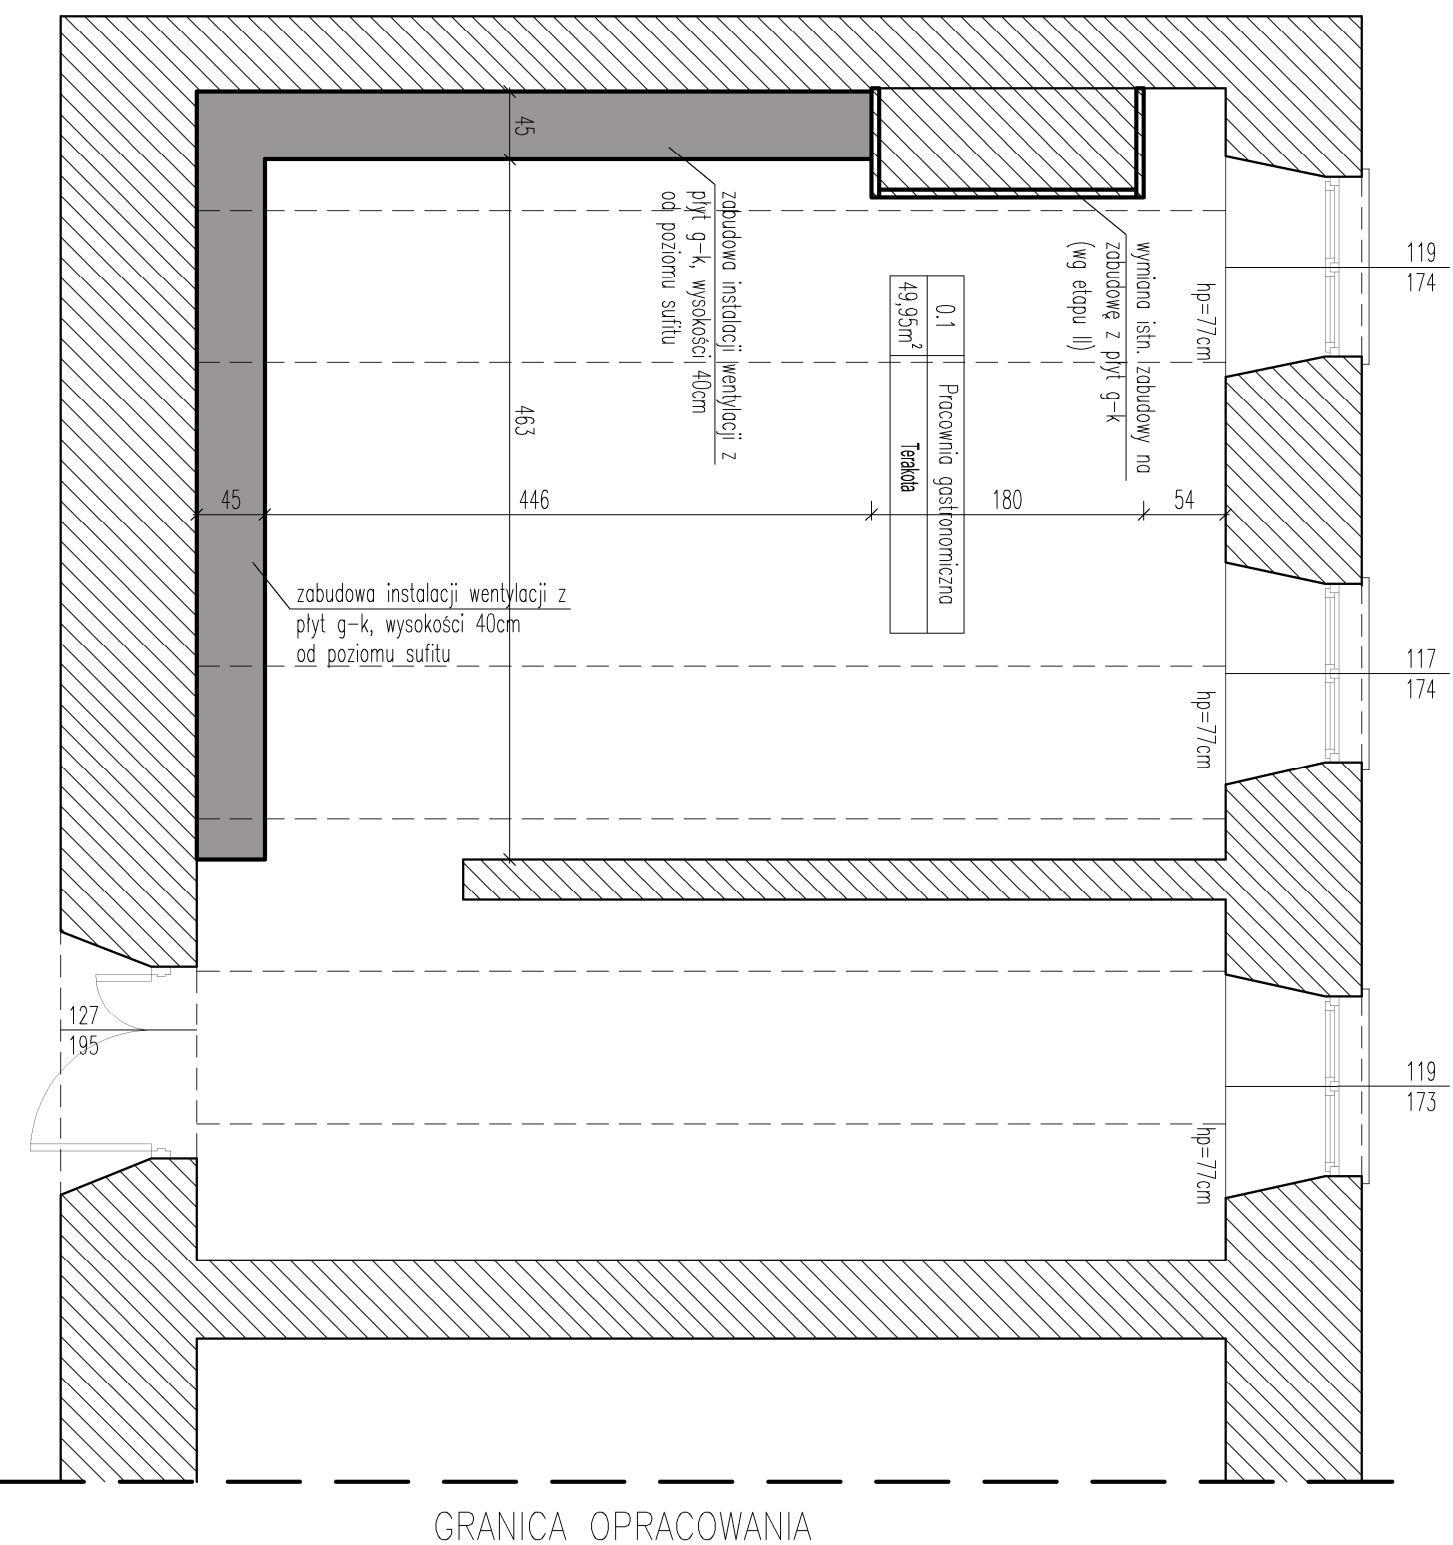 45
zabudowa instalacji wentylacji z
płyt g-k, wysokości 40cm
od poziomu sufitu
wymiana istn. zabudowy na
zabudowę z płyt g-k
(wg etapu II)
119
174
hp=77cm
0.1 Pracownia gastronomiczna
49,95m² Terakota
463
45
446
180
54
zabudowa instalacji wentylacji z
płyt g-k, wysokości 40cm
od poziomu sufitu
117
174
hp=77cm
127
195
119
173
hp=77cm
GRANICA OPRACOWANIA